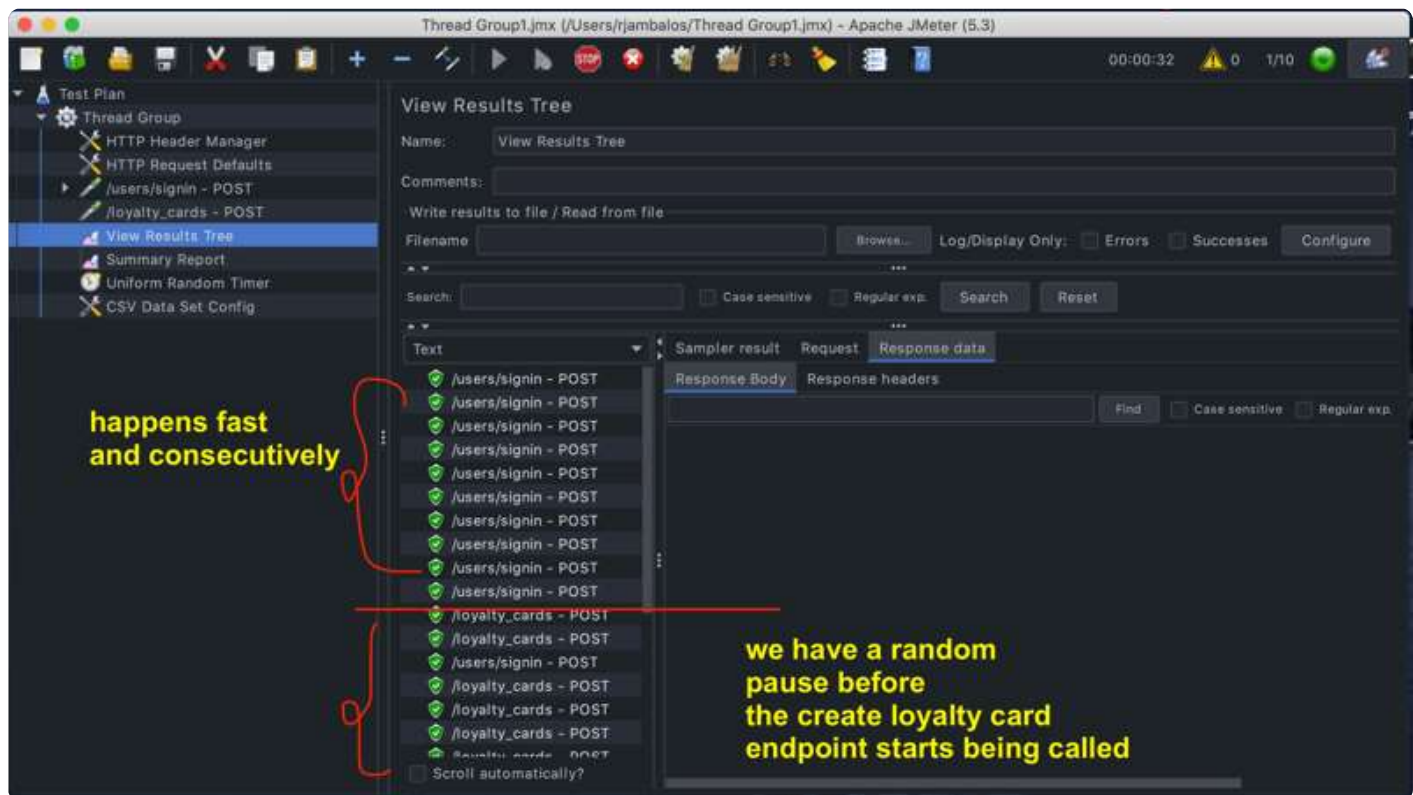 Thread Group1.jmx (/Users/rjambalos/Thread Group1.jmx) - Apache JMeter (5.3)
STOP
00:00:32 0 1/10
Test Plan
Thread Group
HTTP Header Manager
HTTP Request Defaults
/users/signin - POST
/loyalty_cards - POST
View Results Tree
Summary Report
Uniform Random Timer
CSV Data Set Config
View Results Tree
Name: View Results Tree
Comments:
Write results to file / Read from file
Filename Browse... Log/Display Only: Errors Successes Configure
Search: Case sensitive Regular exp. Search Reset
Text
/users/signin - POST
/users/signin - POST
/users/signin - POST
/users/signin - POST
/users/signin - POST
/users/signin - POST
/users/signin - POST
/users/signin - POST
/users/signin - POST
/users/signin - POST
/loyalty_cards - POST
/loyalty_cards - POST
/users/signin - POST
/loyalty_cards - POST
/loyalty_cards - POST
/loyalty_cards - POST
/loyalty_cards - POST
Scroll automatically?
Sampler result Request Response data
Response Body Response headers
Find Case sensitive Regular exp.
happens fast
and consecutively
we have a random
pause before
the create loyalty card
endpoint starts being called